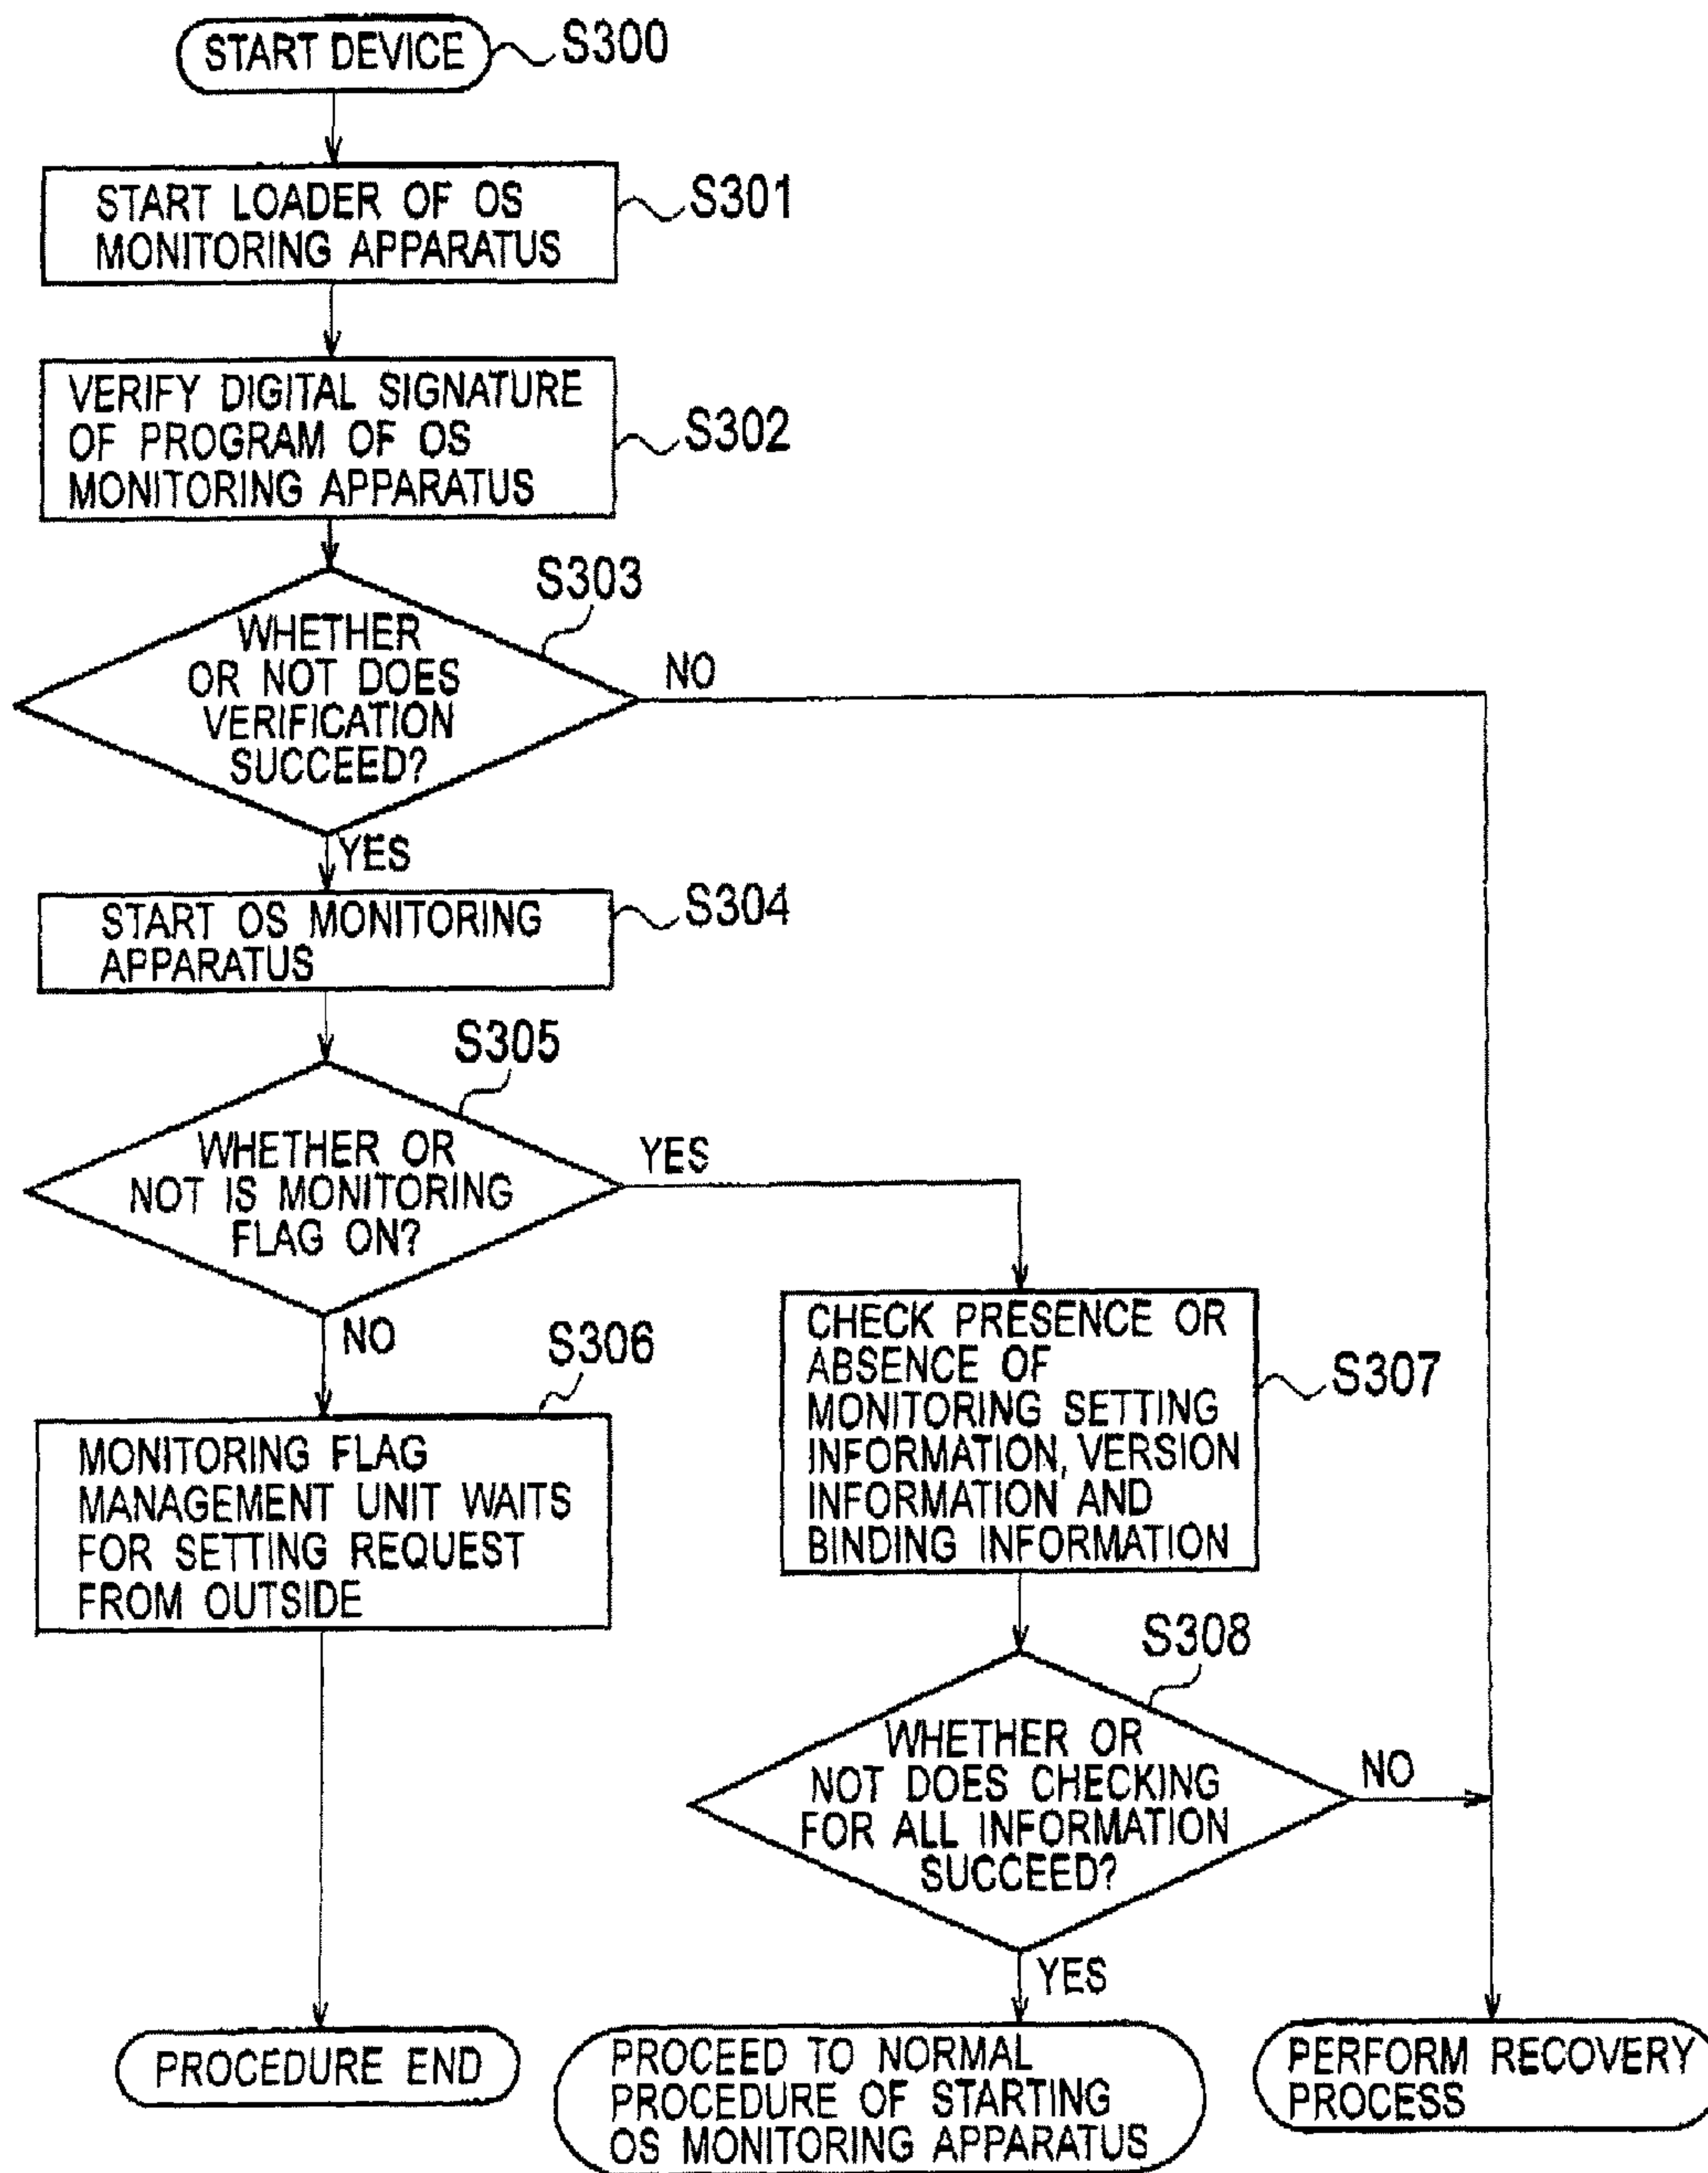 START DEVICE
S300
START LOADER OF OS
MONITORING APPARATUS
S301
VERIFY DIGITAL SIGNATURE
OF PROGRAM OF OS
MONITORING APPARATUS
S302
S303
WHETHER
OR NOT DOES
VERIFICATION
SUCCEED?
NO
YES
START OS MONITORING
APPARATUS
S304
S305
WHETHER OR
NOT IS MONITORING
FLAG ON?
YES
NO
S306
MONITORING FLAG
MANAGEMENT UNIT WAITS
FOR SETTING REQUEST
FROM OUTSIDE
CHECK PRESENCE OR
ABSENCE OF
MONITORING SETTING
INFORMATION, VERSION
INFORMATION AND
BINDING INFORMATION
S307
S308
WHETHER OR
NOT DOES CHECKING
FOR ALL INFORMATION
SUCCEED?
NO
YES
PROCEDURE END
PROCEED TO NORMAL
PROCEDURE OF STARTING
OS MONITORING APPARATUS
PERFORM RECOVERY
PROCESS